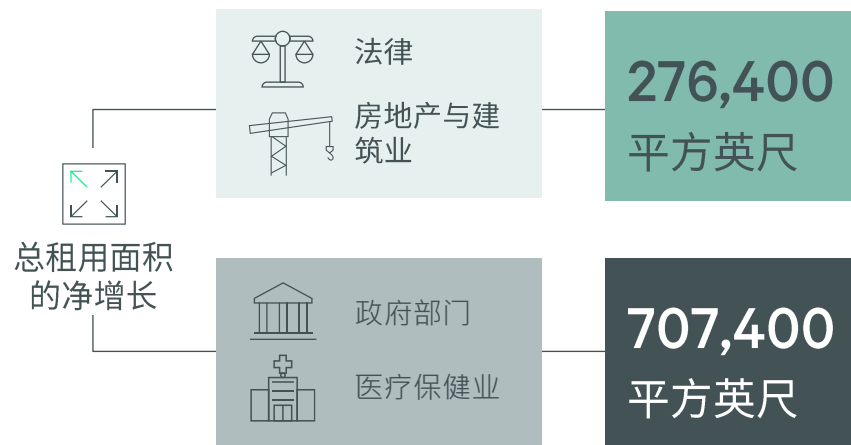 法律
房地产与建
筑业
276,400
平方英尺
总租用面积
的净增长
政府部门
医疗保健业
707,400
平方英尺